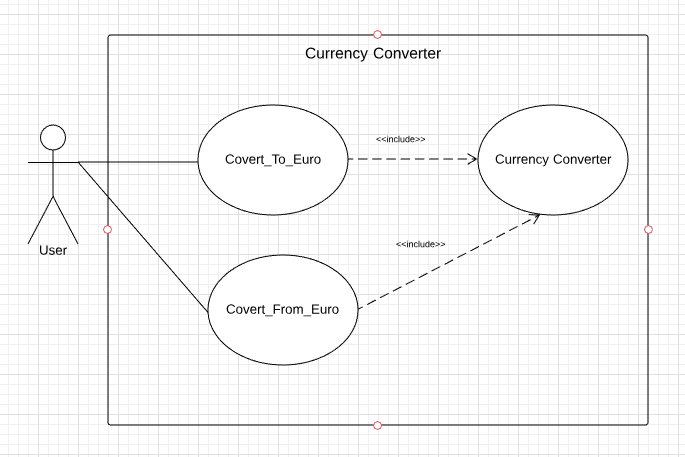 Currency Converter
<<include>>
Covert_To_Euro
Currency Converter
User
<<include>>
Covert_From_Euro